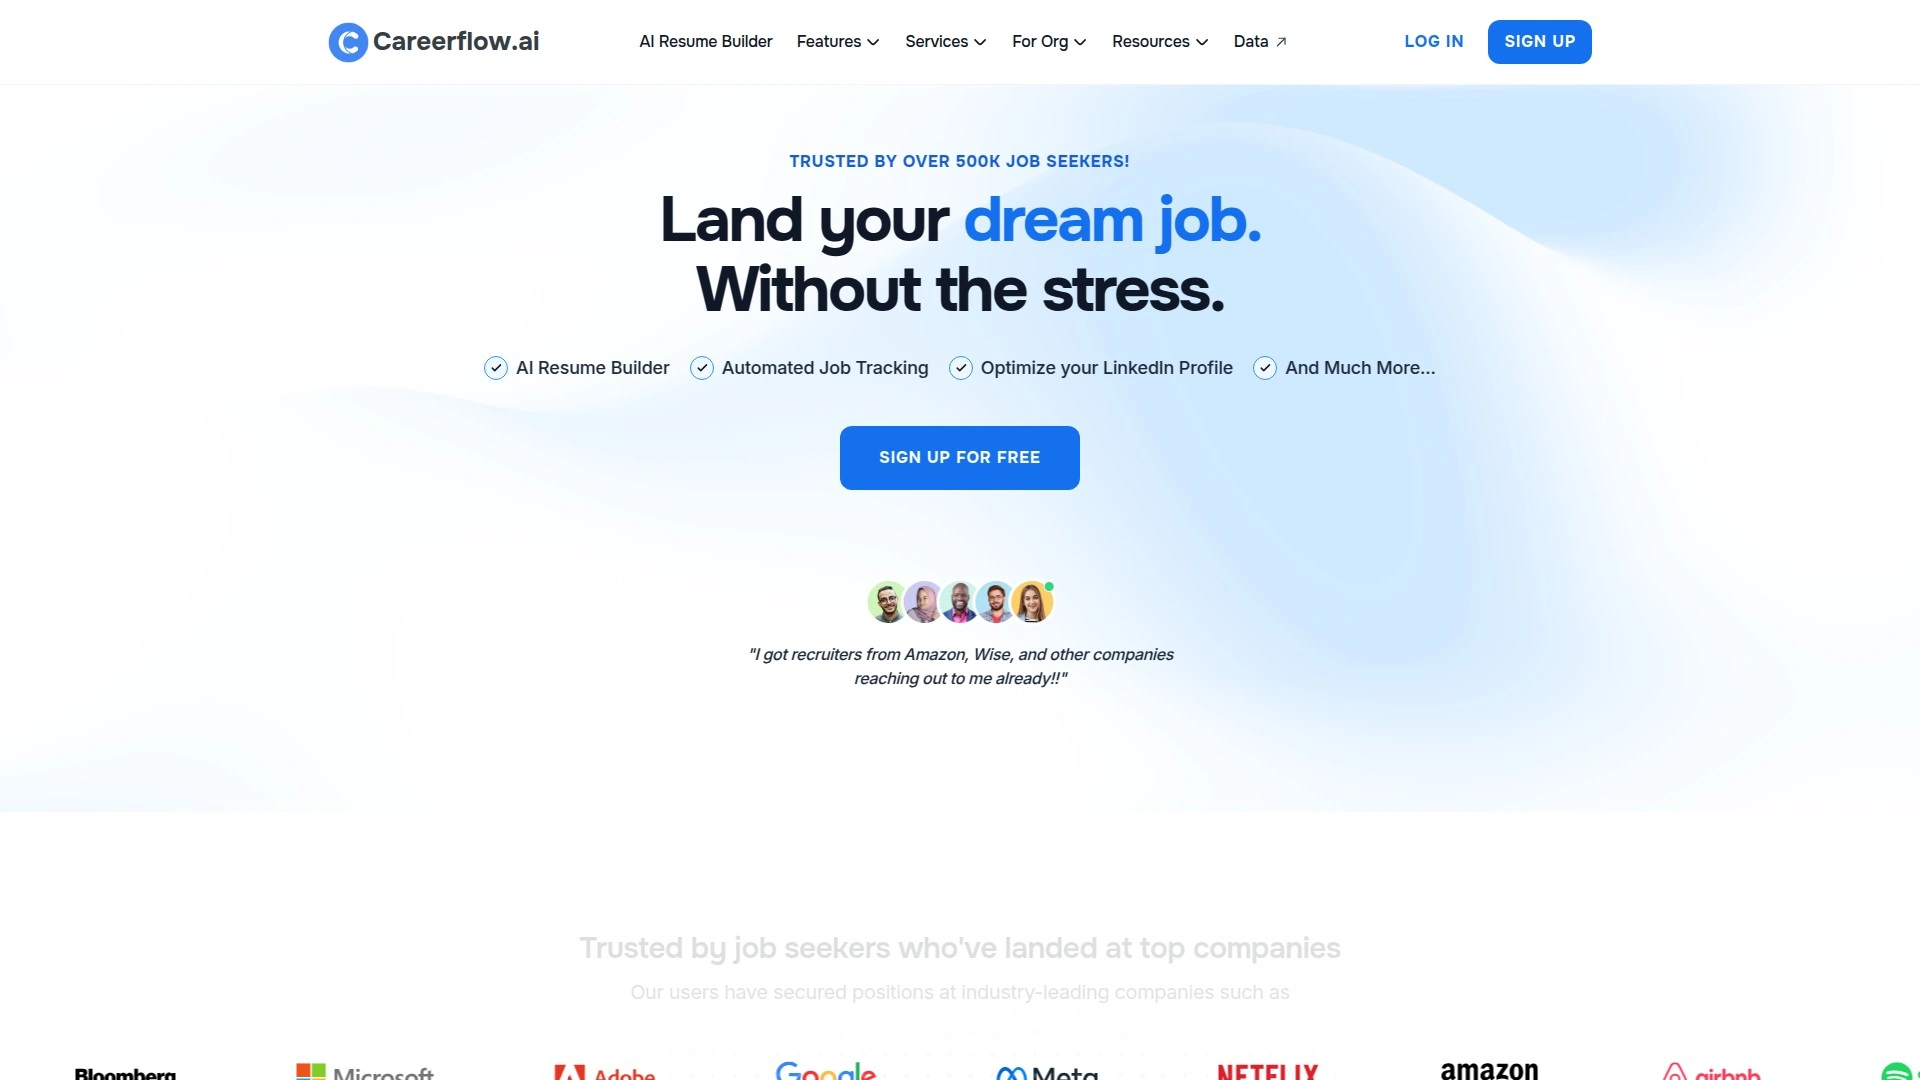 Careerflow.ai
AI Resume Builder
Features
Services
For Org
Resources
Data
LOG IN
SIGN UP
TRUSTED BY OVER 500K JOB SEEKERS!
Land your dream job.
Without the stress.
AI Resume Builder
Automated Job Tracking
Optimize your LinkedIn Profile
And Much More...
SIGN UP FOR FREE
"I got recruiters from Amazon, Wise, and other companies
reaching out to me already!!"
Trusted by job seekers who've landed at top companies
Our users have secured positions at industry-leading companies such as
Bloomberg
Microsoft
Adobe
Google
Meta
NETFLIX
amazon
airbnb